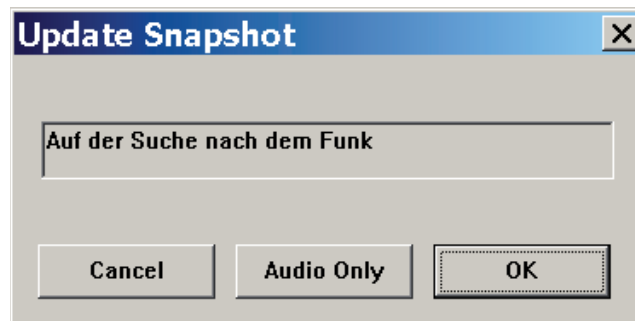 Update Snapshot
Auf der Suche nach dem Funk
Cancel Audio Only OK